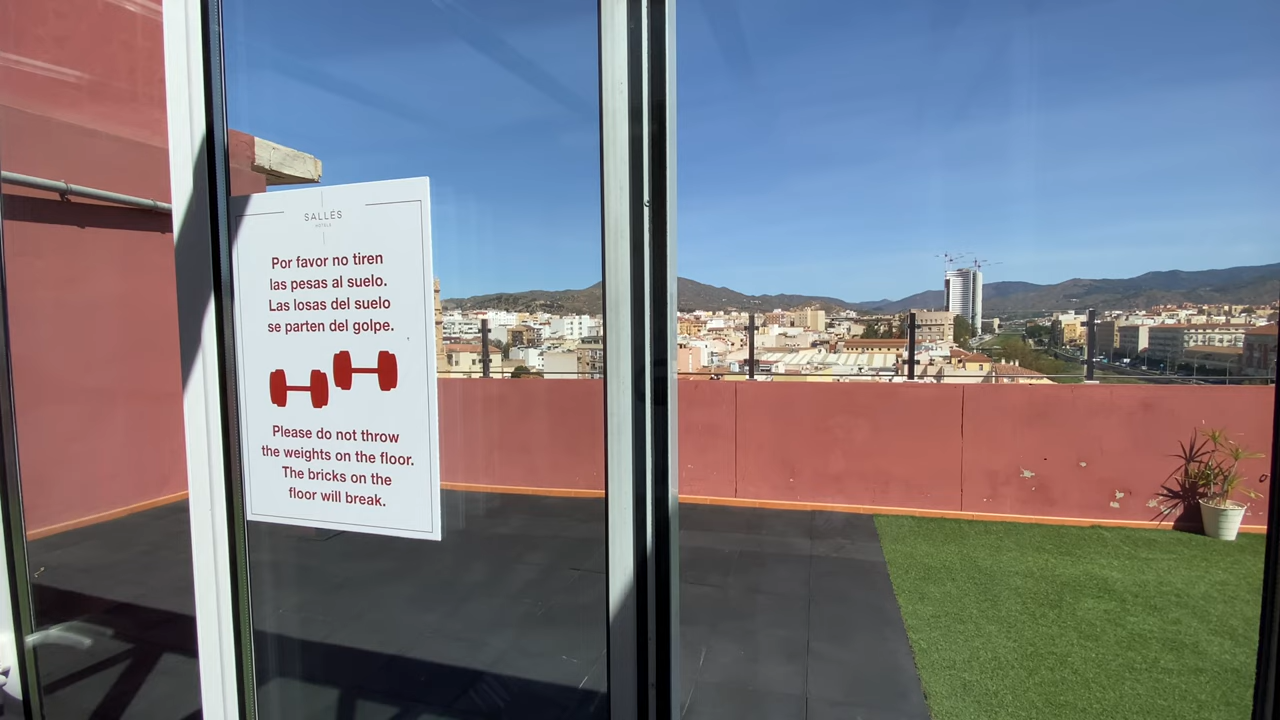 SALLES
HOTELS
Por favor no tiren
las pesas al suelo.
Las losas del suelo
se parten del golpe.
Please do not throw
the weights on the floor.
The bricks on the
floor will break.